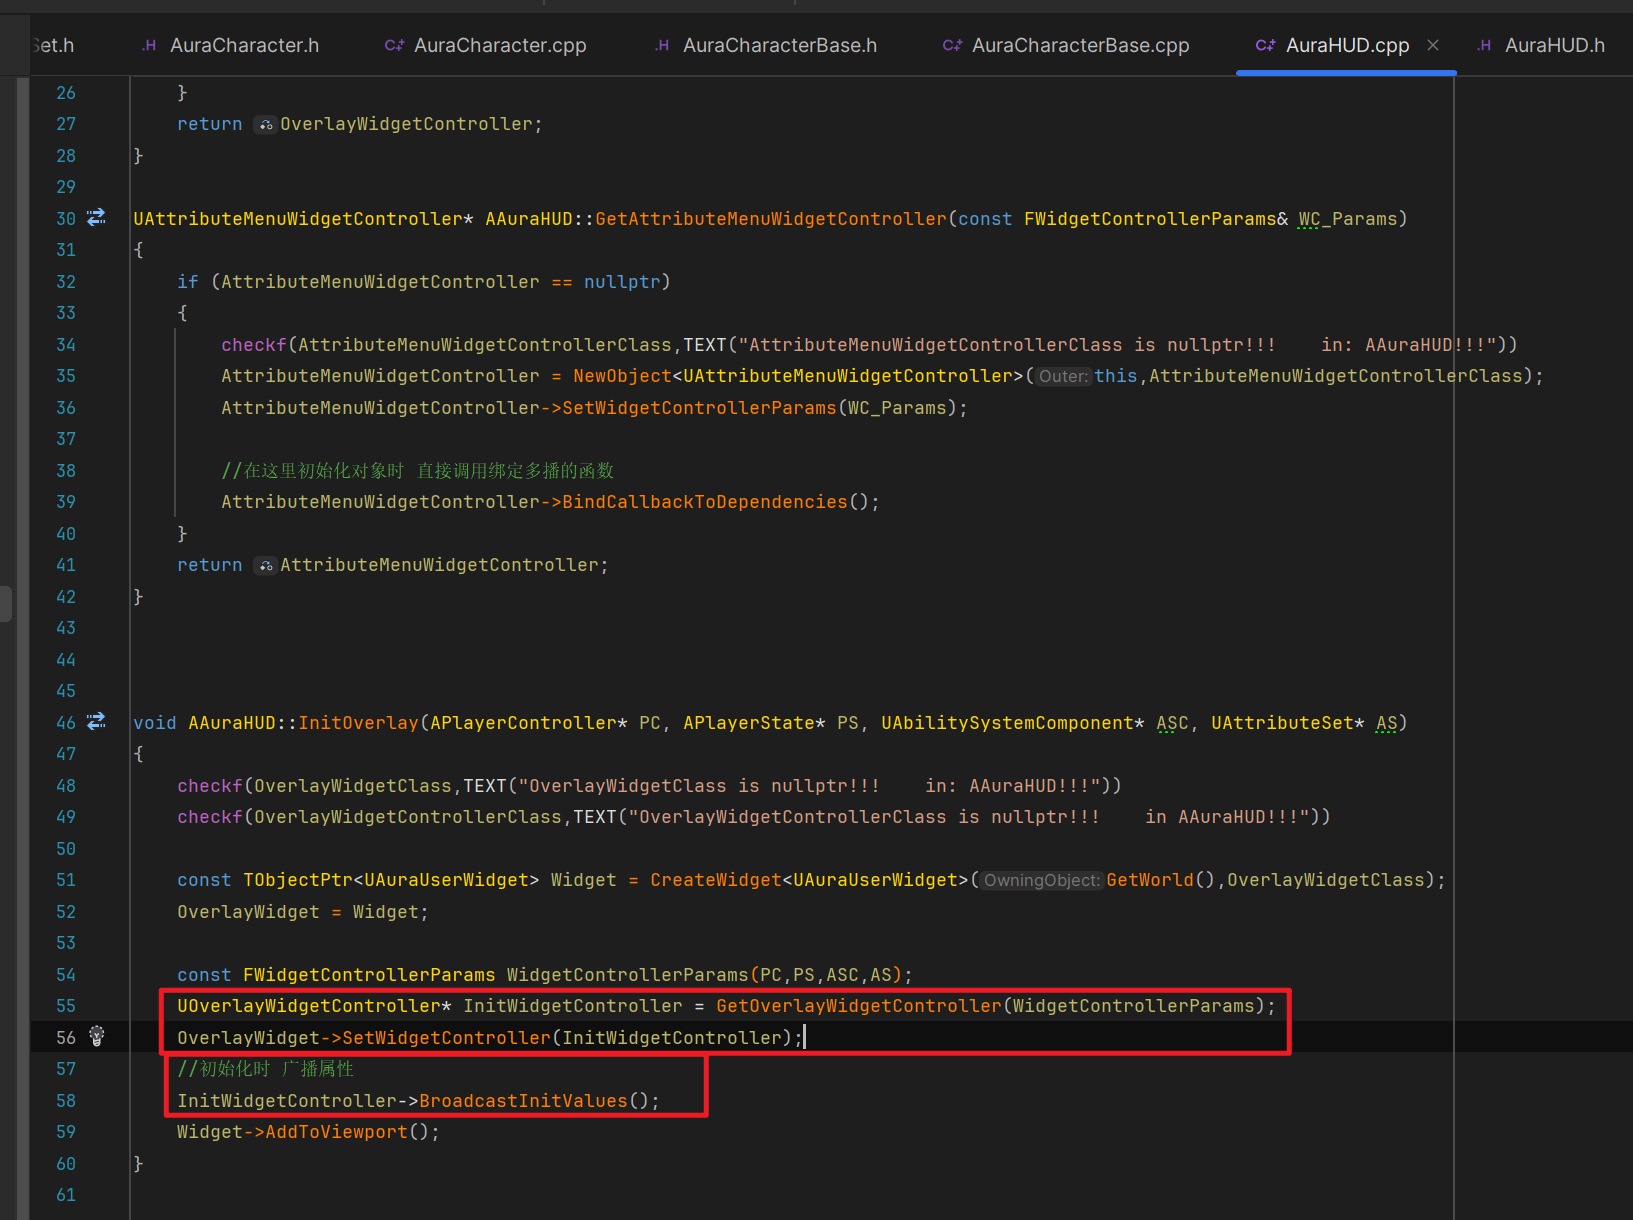 Set.h .H AuraCharacter.h C++ AuraCharacter.cpp .H AuraCharacterBase.h C++ AuraCharacterBase.cpp C++ AuraHUD.cpp × .H AuraHUD.h
26 }
27 return OverlayWidgetController;
28 }
29
30 UAttributeMenuWidgetController* AAuraHUD::GetAttributeMenuWidgetController(const FWidgetControllerParams& WC_Params)
31 {
32 if (AttributeMenuWidgetController == nullptr)
33 {
34 checkf(AttributeMenuWidgetControllerClass,TEXT("AttributeMenuWidgetControllerClass is nullptr!!!    in: AAuraHUD!!!"))
35 AttributeMenuWidgetController = NewObject<UAttributeMenuWidgetController>(Outer:this,AttributeMenuWidgetControllerClass);
36 AttributeMenuWidgetController->SetWidgetControllerParams(WC_Params);
37
38 //在这里初始化对象时 直接调用绑定多播的函数
39 AttributeMenuWidgetController->BindCallbackToDependencies();
40 }
41 return AttributeMenuWidgetController;
42 }
43
44
45
46 void AAuraHUD::InitOverlay(APlayerController* PC, APlayerState* PS, UAbilitySystemComponent* ASC, UAttributeSet* AS)
47 {
48 checkf(OverlayWidgetClass,TEXT("OverlayWidgetClass is nullptr!!!    in: AAuraHUD!!!"))
49 checkf(OverlayWidgetControllerClass,TEXT("OverlayWidgetControllerClass is nullptr!!!    in AAuraHUD!!!"))
50
51 const TObjectPtr<UAuraUserWidget> Widget = CreateWidget<UAuraUserWidget>(OwningObject:GetWorld(),OverlayWidgetClass);
52 OverlayWidget = Widget;
53
54 const FWidgetControllerParams WidgetControllerParams(PC,PS,ASC,AS);
55 UOverlayWidgetController* InitWidgetController = GetOverlayWidgetController(WidgetControllerParams);
56 OverlayWidget->SetWidgetController(InitWidgetController);
57 //初始化时 广播属性
58 InitWidgetController->BroadcastInitValues();
59 Widget->AddToViewport();
60 }
61